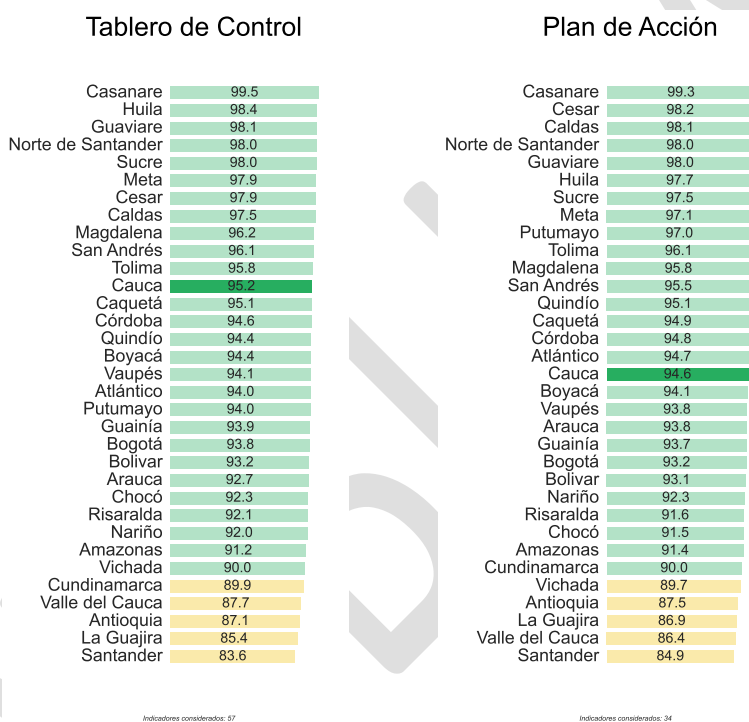 Tablero de Control
Casanare 99.5
Huila 98.4
Guaviare 98.1
Norte de Santander 98.0
Sucre 98.0
Meta 97.9
Cesar 97.9
Caldas 97.5
Magdalena 96.2
San Andrés 96.1
Tolima 95.8
Cauca 95.2
Caquetá 95.1
Córdoba 94.6
Quindío 94.4
Boyacá 94.4
Vaupés 94.1
Atlántico 94.0
Putumayo 94.0
Guainía 93.9
Bogotá 93.8
Bolivar 93.2
Arauca 92.7
Chocó 92.3
Risaralda 92.1
Nariño 92.0
Amazonas 91.2
Vichada 90.0
Cundinamarca 89.9
Valle del Cauca 87.7
Antioquia 87.1
La Guajira 85.4
Santander 83.6
Indicadores considerados: 57
Plan de Acción
Casanare 99.3
Cesar 98.2
Caldas 98.1
Norte de Santander 98.0
Guaviare 98.0
Huila 97.7
Sucre 97.5
Meta 97.1
Putumayo 97.0
Tolima 96.1
Magdalena 95.8
San Andrés 95.5
Quindío 95.1
Caquetá 94.9
Córdoba 94.8
Atlántico 94.7
Cauca 94.6
Boyacá 94.1
Vaupés 93.8
Arauca 93.8
Guainía 93.7
Bogotá 93.2
Bolivar 93.1
Nariño 92.3
Risaralda 91.6
Chocó 91.5
Amazonas 91.4
Cundinamarca 90.0
Vichada 89.7
Antioquia 87.5
La Guajira 86.9
Valle del Cauca 86.4
Santander 84.9
Indicadores considerados: 34